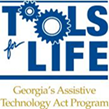 TOOLS
for
LIFE
Georgia's Assistive
Technology Act Program